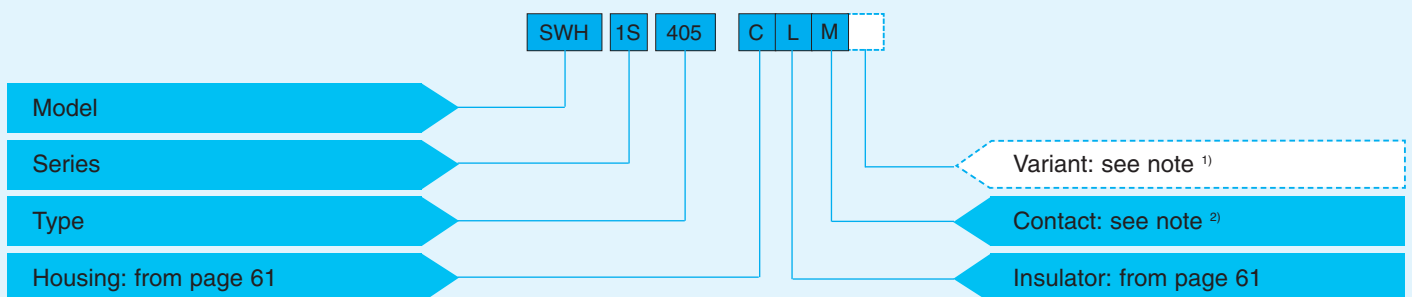 SWH 1S 405 C L M
Model
Series
Variant: see note 1)
Type
Contact: see note 2)
Housing: from page 61
Insulator: from page 61